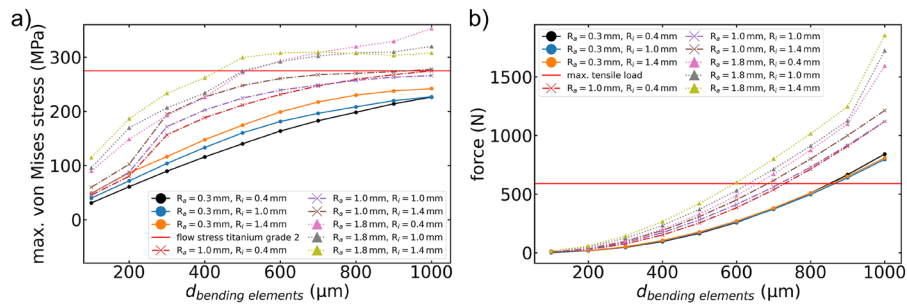 a)
max. von Mises stress (MPa)
300
200
100
0
R_a = 0.3 mm, R_i = 0.4 mm
R_a = 0.3 mm, R_i = 1.0 mm
R_a = 0.3 mm, R_i = 1.4 mm
flow stress titanium grade 2
R_a = 1.0 mm, R_i = 0.4 mm
R_a = 1.0 mm, R_i = 1.0 mm
R_a = 1.0 mm, R_i = 1.4 mm
R_a = 1.8 mm, R_i = 0.4 mm
R_a = 1.8 mm, R_i = 1.0 mm
R_a = 1.8 mm, R_i = 1.4 mm
200 400 600 800 1000
d_bending elements (μm)
b)
force (N)
1500
1000
500
0
R_a = 0.3 mm, R_i = 0.4 mm
R_a = 0.3 mm, R_i = 1.0 mm
R_a = 0.3 mm, R_i = 1.4 mm
max. tensile load
R_a = 1.0 mm, R_i = 0.4 mm
R_a = 1.0 mm, R_i = 1.0 mm
R_a = 1.0 mm, R_i = 1.4 mm
R_a = 1.8 mm, R_i = 0.4 mm
R_a = 1.8 mm, R_i = 1.0 mm
R_a = 1.8 mm, R_i = 1.4 mm
200 400 600 800 1000
d_bending elements (μm)